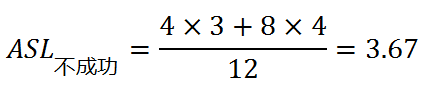 ASL不成功 = (4 × 3 + 8 × 4) / 12 = 3.67